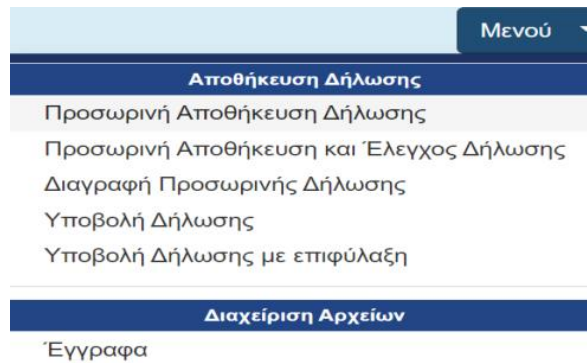 Μενού
Αποθήκευση Δήλωσης
Προσωρινή Αποθήκευση Δήλωσης
Προσωρινή Αποθήκευση και Έλεγχος Δήλωσης
Διαγραφή Προσωρινής Δήλωσης
Υποβολή Δήλωσης
Υποβολή Δήλωσης με επιφύλαξη
Διαχείριση Αρχείων
Έγγραφα